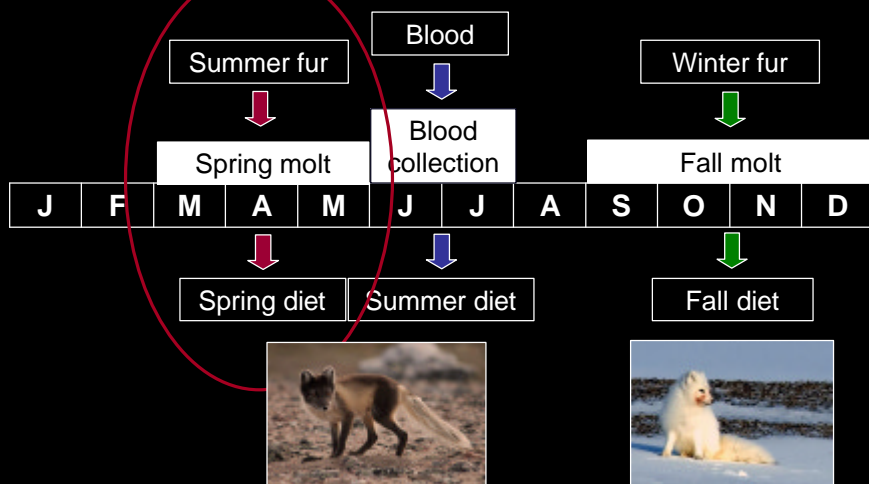 Blood
Summer fur
Winter fur
Blood
collection
Spring molt
Fall molt
J F M A M J J A S O N D
Spring diet
Summer diet
Fall diet